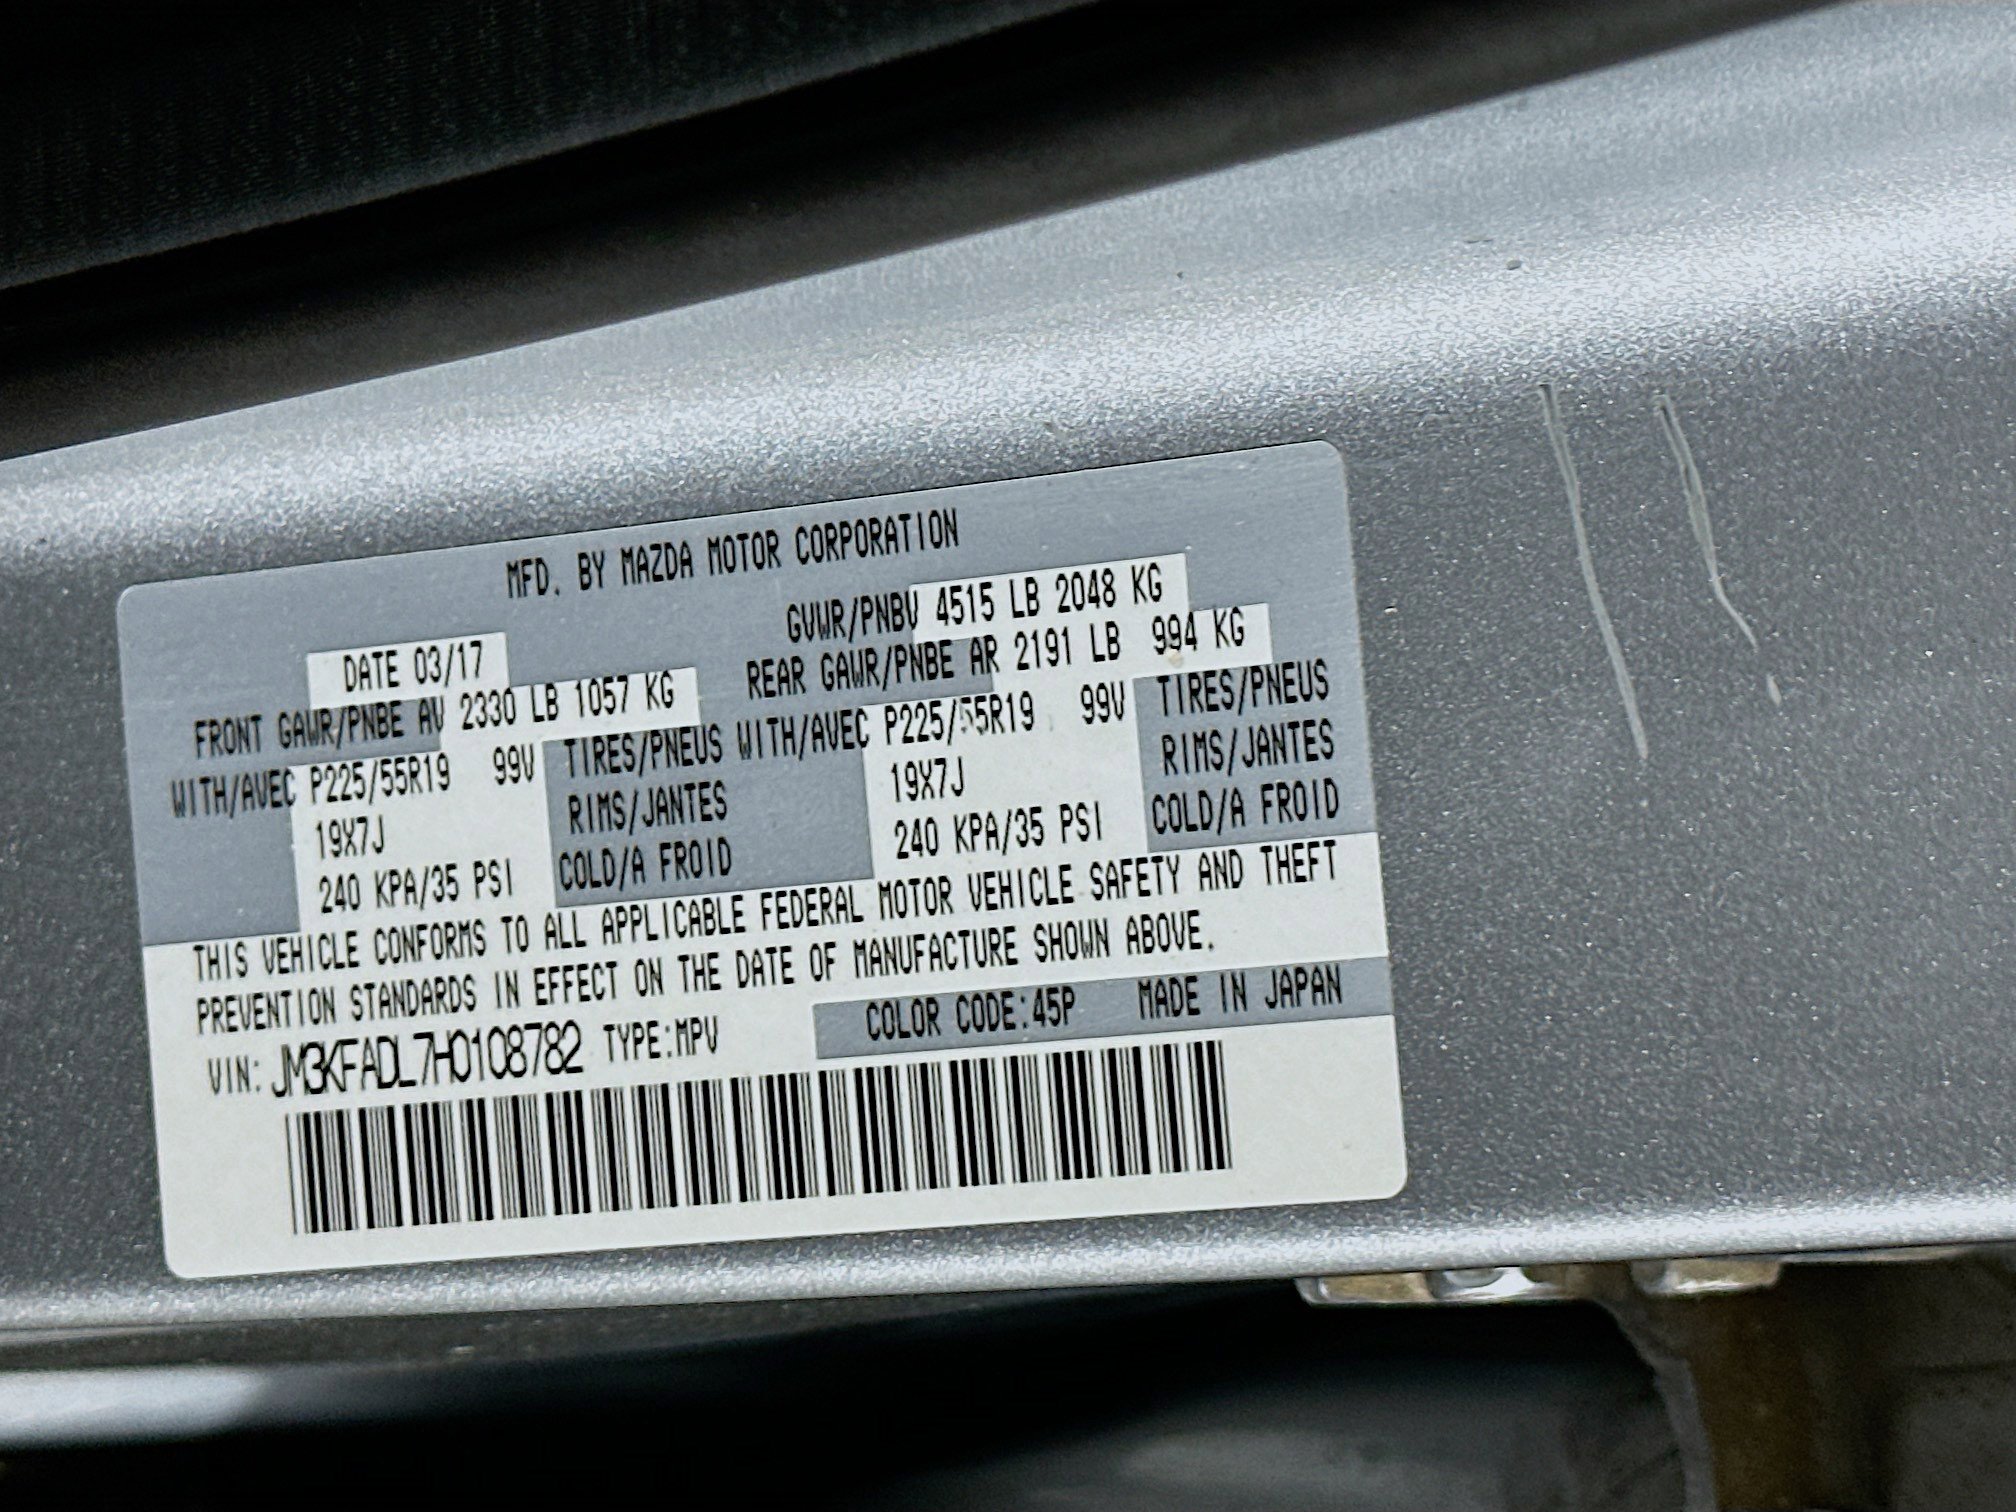 MFD. BY MAZDA MOTOR CORPORATION
DATE 03/17 GVWR/PNBV 4515 LB 2048 KG
FRONT GAWR/PNBE AV 2330 LB 1057 KG REAR GAWR/PNBE AR 2191 LB 994 KG
WITH/AVEC P225/55R19 99V TIRES/PNEUS WITH/AVEC P225/55R19 99V TIRES/PNEUS
19X7J RIMS/JANTES 19X7J RIMS/JANTES
240 KPA/35 PSI COLD/A FROID 240 KPA/35 PSI COLD/A FROID
THIS VEHICLE CONFORMS TO ALL APPLICABLE FEDERAL MOTOR VEHICLE SAFETY AND THEFT
PREVENTION STANDARDS IN EFFECT ON THE DATE OF MANUFACTURE SHOWN ABOVE.
VIN: JM3KFADL7H0108782 TYPE:MPV COLOR CODE:45P MADE IN JAPAN